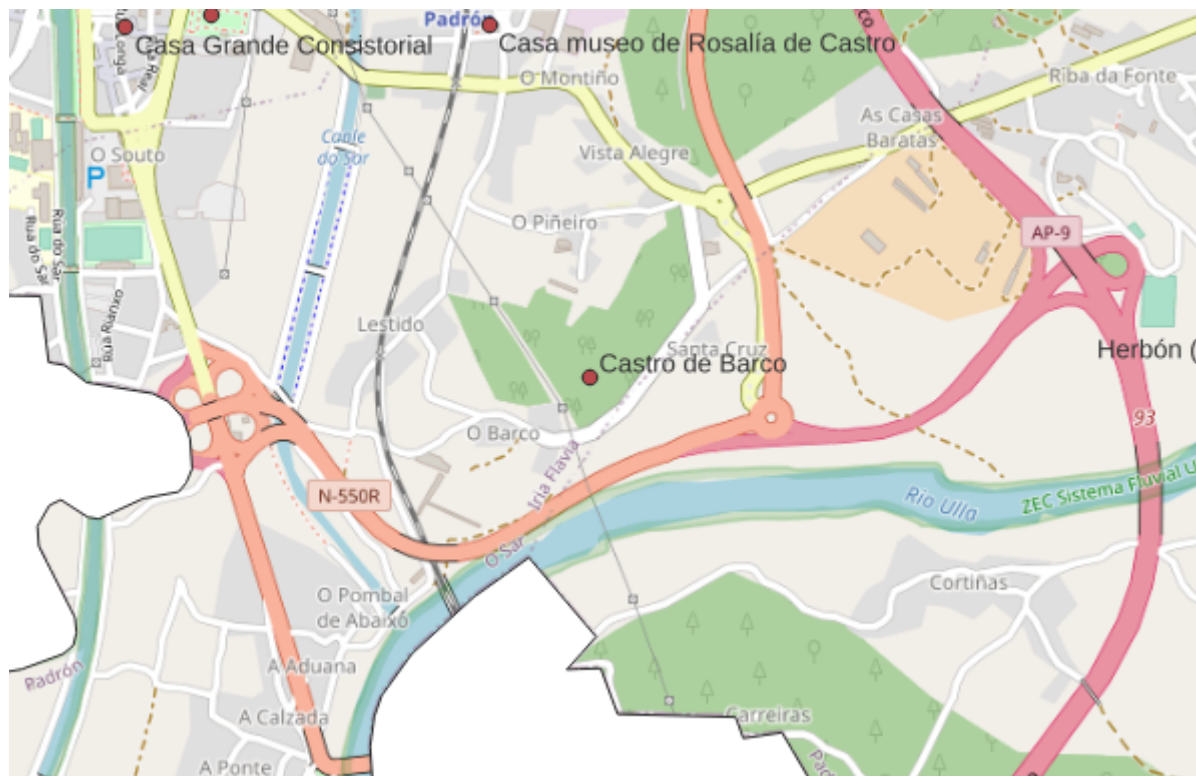 Padrón
Casa Grande Consistorial
Casa museo de Rosalía de Castro
O Montiño
Riba da Fonte
Real
As Casas
Baratas
Canle
do Sar
O Souto
Vista Alegre
P
O Piñeiro
Rúa do Sar
Rúa do Sar
AP-9
Lestido
Santa Cruz
Castro de Barco
Herbón (
93
O Barco
Iria Flavia
N-550R
Río Ulla
ZEC Sistema Fluvial U
O Sar
Cortiñas
O Pombal
de Abaixo
A Aduana
Padrón
A Calzada
Carreiras
A Ponte